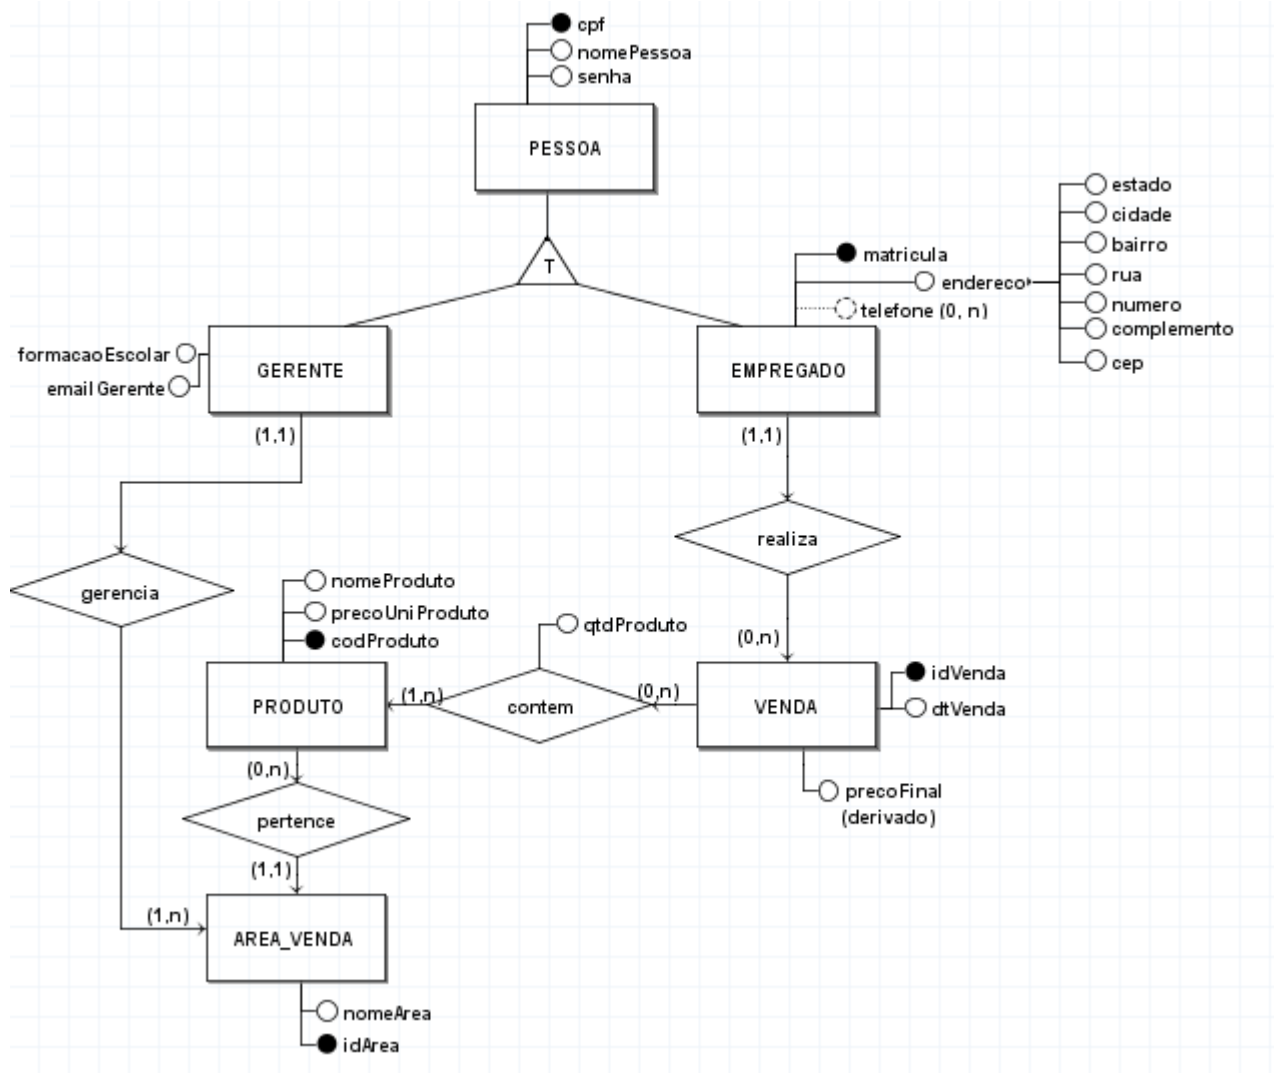 cpf
nomePessoa
senha
PESSOA
T
estado
cidade
bairro
rua
numero
complemento
cep
matricula
endereco
telefone (0, n)
formacaoEscolar
emailGerente
GERENTE
EMPREGADO
(1,1)
(1,1)
realiza
gerencia
nomeProduto
precoUniProduto
codProduto
qtdProduto
(0,n)
PRODUTO
(1,n)
contem
(0,n)
VENDA
idVenda
dtVenda
(0,n)
precoFinal
(derivado)
pertence
(1,1)
(1,n)
AREA_VENDA
nomeArea
idArea